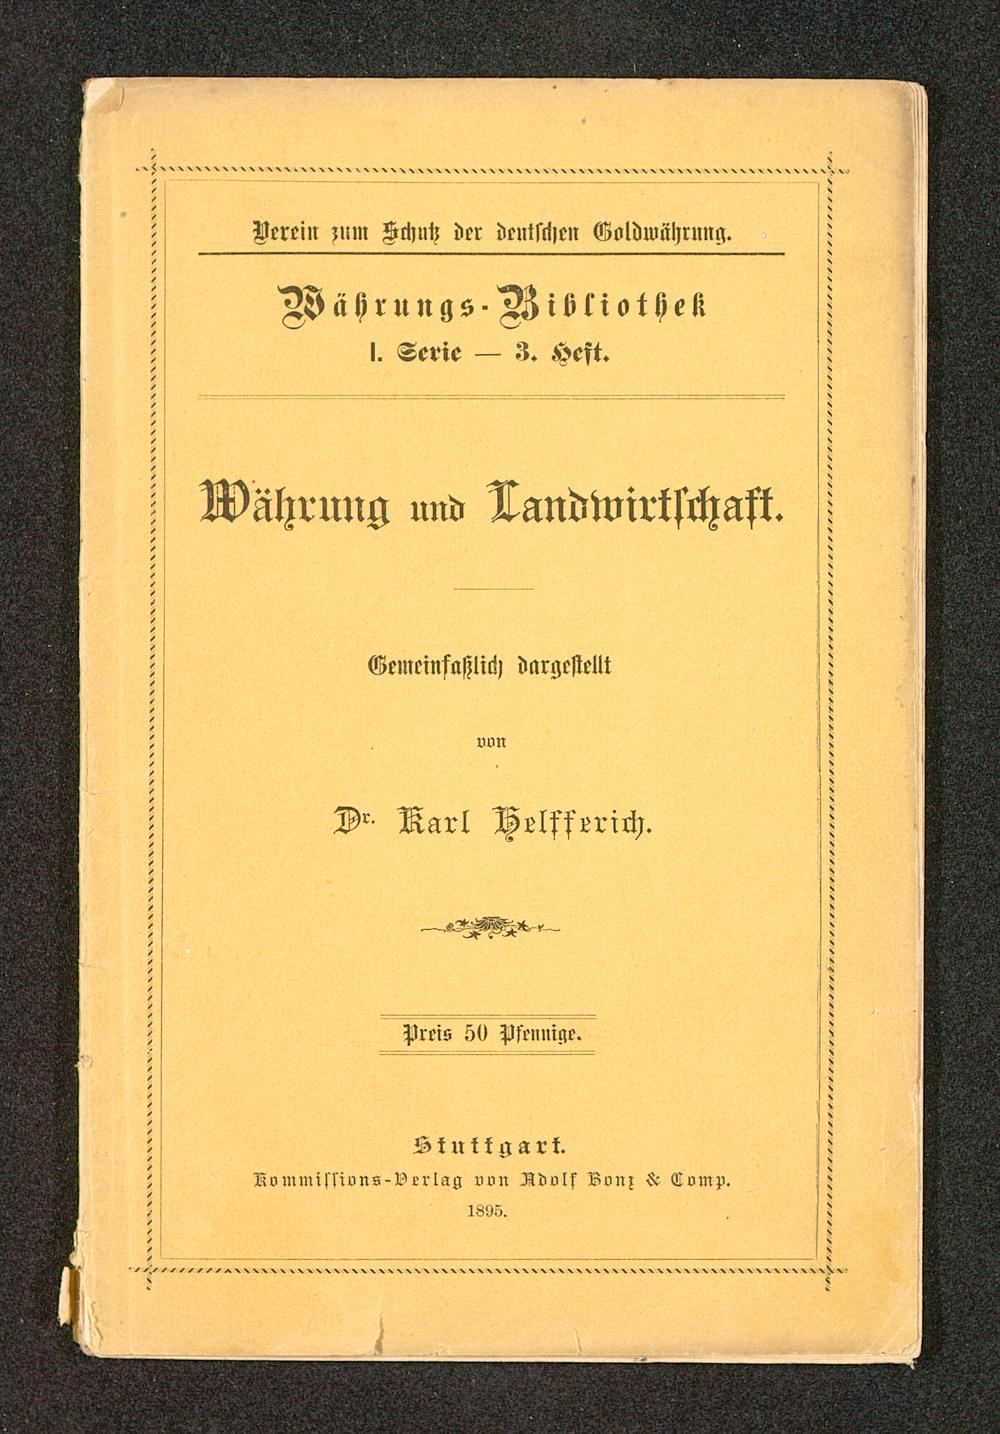 Verein zum Schutz der deutschen Goldwährung.
Währungs-Bibliothek
I. Serie — 3. Heft.
Währung und Landwirtschaft.
Gemeinfaßlich dargestellt
von
Dr. Karl Helfferich.
Preis 50 Pfennige.
Stuttgart.
Kommissions-Verlag von Adolf Bonz & Comp.
1895.